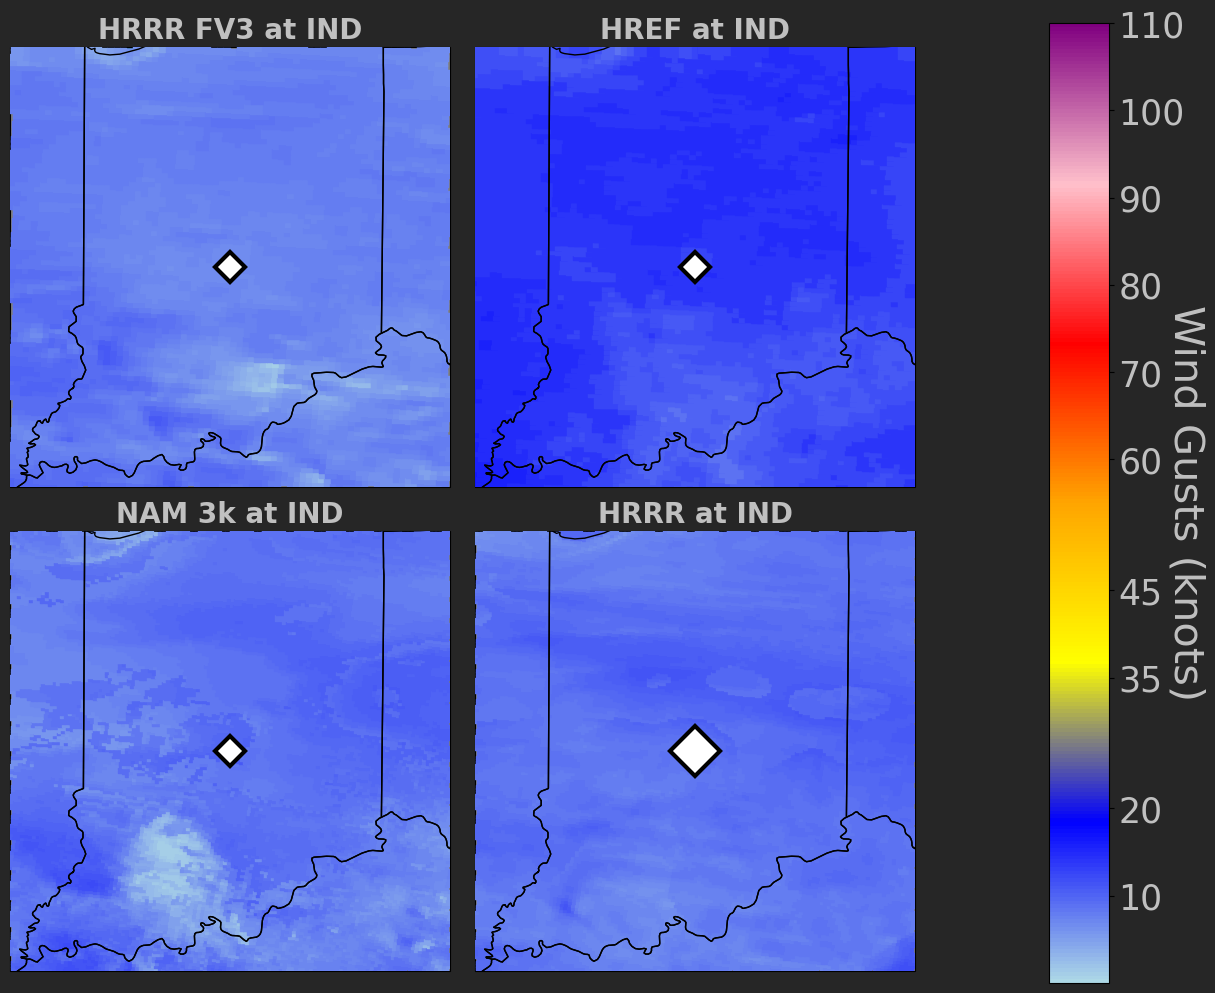 HRRR FV3 at IND
HREF at IND
NAM 3k at IND
HRRR at IND
110
100
90
80
70
60
45
35
20
10
Wind Gusts (knots)